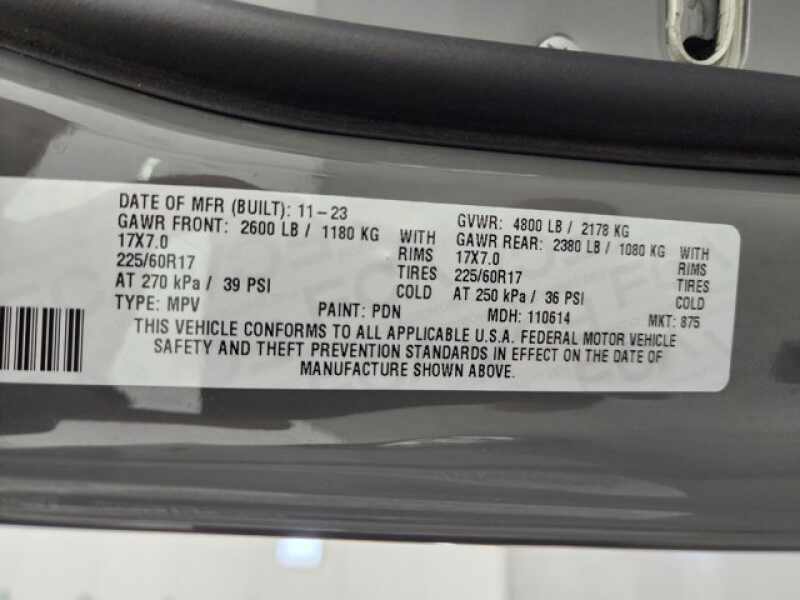 DATE OF MFR (BUILT): 11-23 GVWR: 4800 LB / 2178 KG
GAWR FRONT: 2600 LB / 1180 KG WITH GAWR REAR: 2380 LB / 1080 KG WITH
17X7.0 RIMS 17X7.0 RIMS
225/60R17 TIRES 225/60R17 TIRES
AT 270 kPa / 39 PSI COLD AT 250 kPa / 36 PSI COLD
TYPE: MPV PAINT: PDN MDH: 110614 MKT: 875
THIS VEHICLE CONFORMS TO ALL APPLICABLE U.S.A. FEDERAL MOTOR VEHICLE
SAFETY AND THEFT PREVENTION STANDARDS IN EFFECT ON THE DATE OF
MANUFACTURE SHOWN ABOVE.